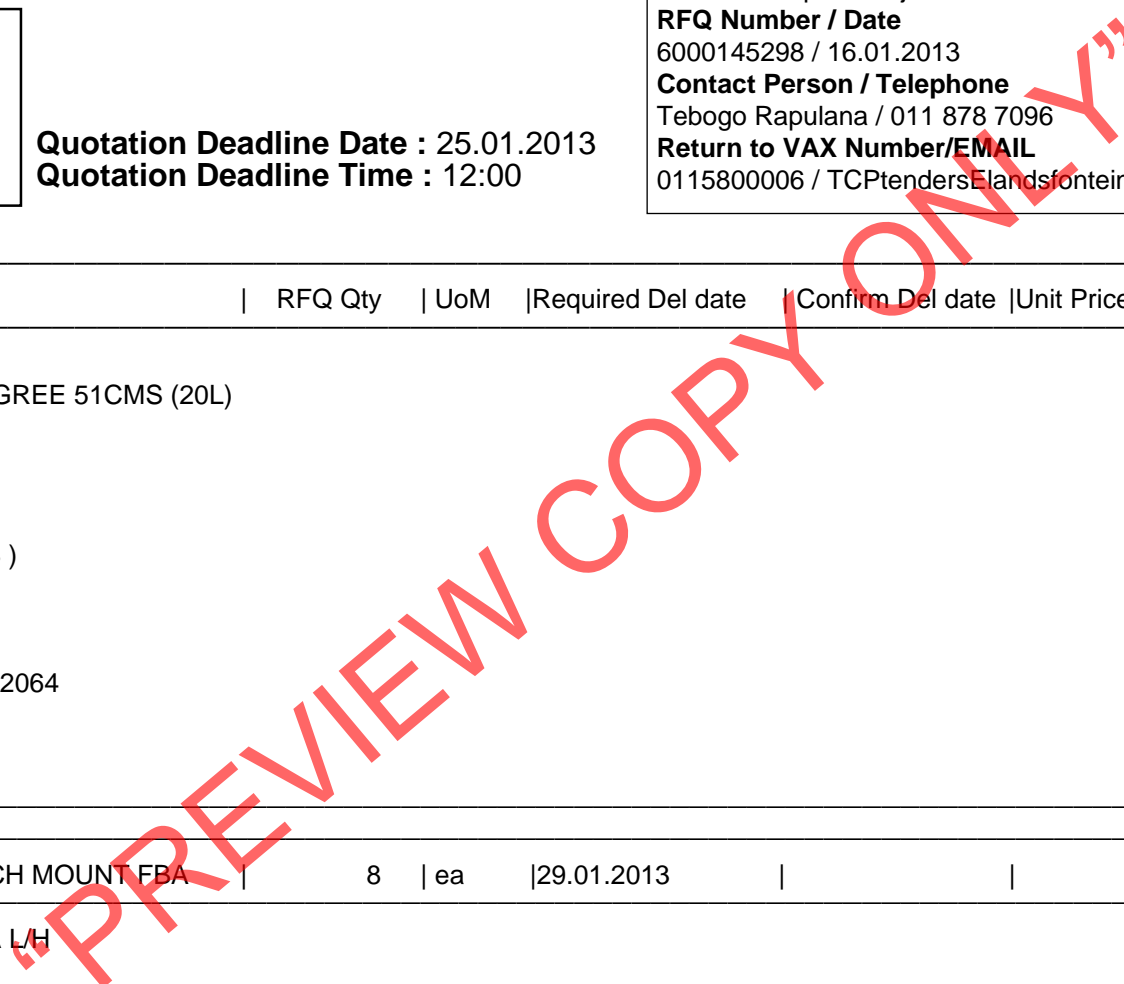 RFQ Number / Date
6000145298 / 16.01.2013
Contact Person / Telephone
Tebogo Rapulana / 011 878 7096
Return to VAX Number/EMAIL
0115800006 / TCPtendersElandsfontein
Quotation Deadline Date : 25.01.2013
Quotation Deadline Time : 12:00
| RFQ Qty | UoM |Required Del date | Confirm Del date |Unit Price
GREE 51CMS (20L)
)
2064
CH MOUNT FBA | 8 | ea |29.01.2013 | |
L/H
“PREVIEW COPY ONLY”